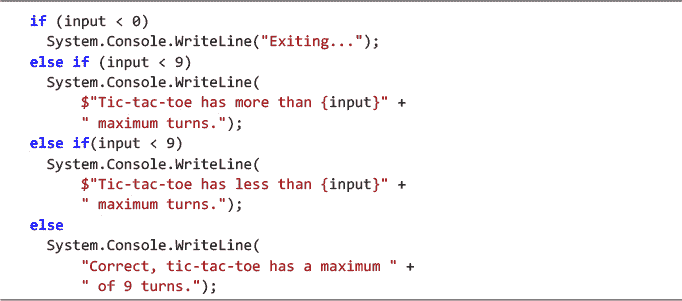 if (input < 0)
  System.Console.WriteLine("Exiting...");
else if (input < 9)
  System.Console.WriteLine(
      $"Tic-tac-toe has more than {input}" +
      " maximum turns.");
else if(input < 9)
  System.Console.WriteLine(
      $"Tic-tac-toe has less than {input}" +
      " maximum turns.");
else
  System.Console.WriteLine(
      "Correct, tic-tac-toe has a maximum " +
      " of 9 turns.");